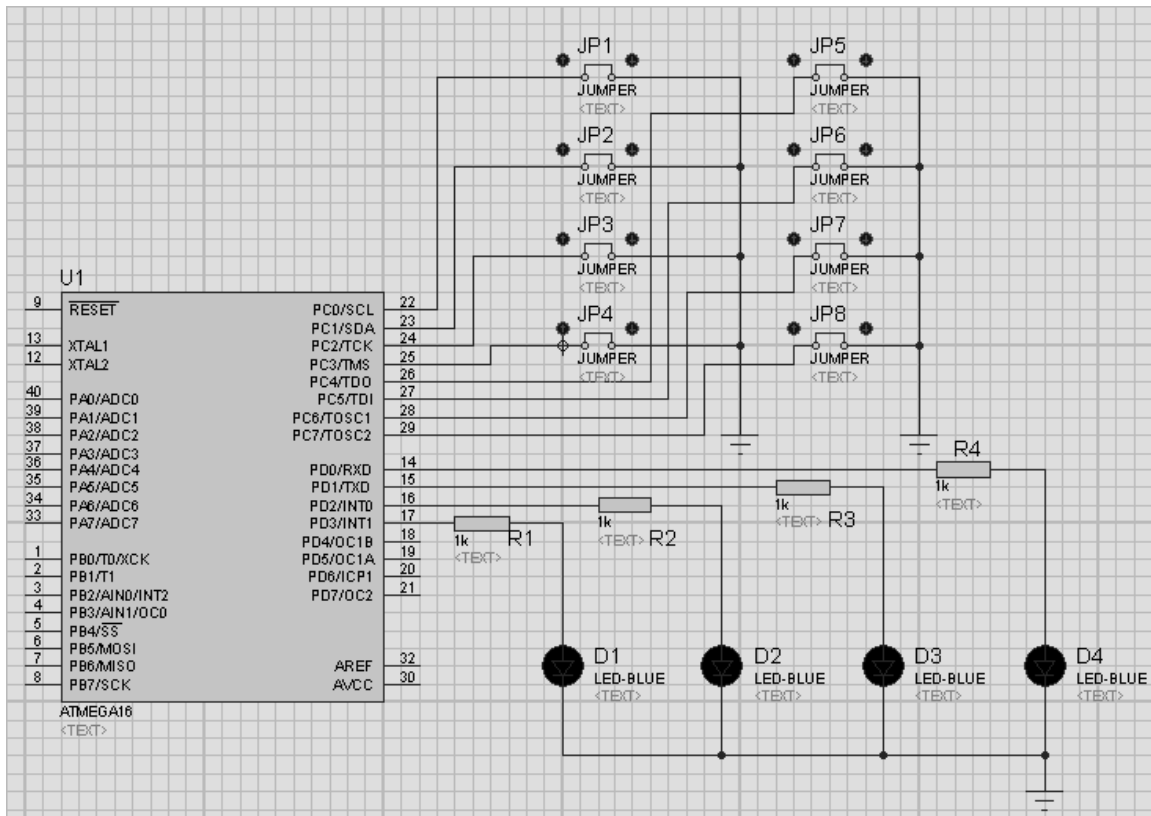 JP1
JUMPER
<TEXT>
JP5
JUMPER
<TEXT>
JP2
JUMPER
<TEXT>
JP6
JUMPER
<TEXT>
JP3
JUMPER
<TEXT>
JP7
JUMPER
<TEXT>
JP4
JUMPER
<TEXT>
JP8
JUMPER
<TEXT>
U1
9 RESET
13 XTAL1
12 XTAL2
40 PA0/ADC0
39 PA1/ADC1
38 PA2/ADC2
37 PA3/ADC3
36 PA4/ADC4
35 PA5/ADC5
34 PA6/ADC6
33 PA7/ADC7
1 PB0/T0/XCK
2 PB1/T1
3 PB2/AIN0/INT2
4 PB3/AIN1/OC0
5 PB4/SS
6 PB5/MOSI
7 PB6/MISO
8 PB7/SCK
PC0/SCL 22
PC1/SDA 23
PC2/TCK 24
PC3/TMS 25
PC4/TDO 26
PC5/TDI 27
PC6/TOSC1 28
PC7/TOSC2 29
PD0/RXD 14
PD1/TXD 15
PD2/INT0 16
PD3/INT1 17
PD4/OC1B 18
PD5/OC1A 19
PD6/ICP1 20
PD7/OC2 21
AREF 32
AVCC 30
ATMEGA16
<TEXT>
R4
1k
<TEXT>
1k
<TEXT> R3
1k
<TEXT> R2
1k
<TEXT> R1
D1
LED-BLUE
<TEXT>
D2
LED-BLUE
<TEXT>
D3
LED-BLUE
<TEXT>
D4
LED-BLUE
<TEXT>